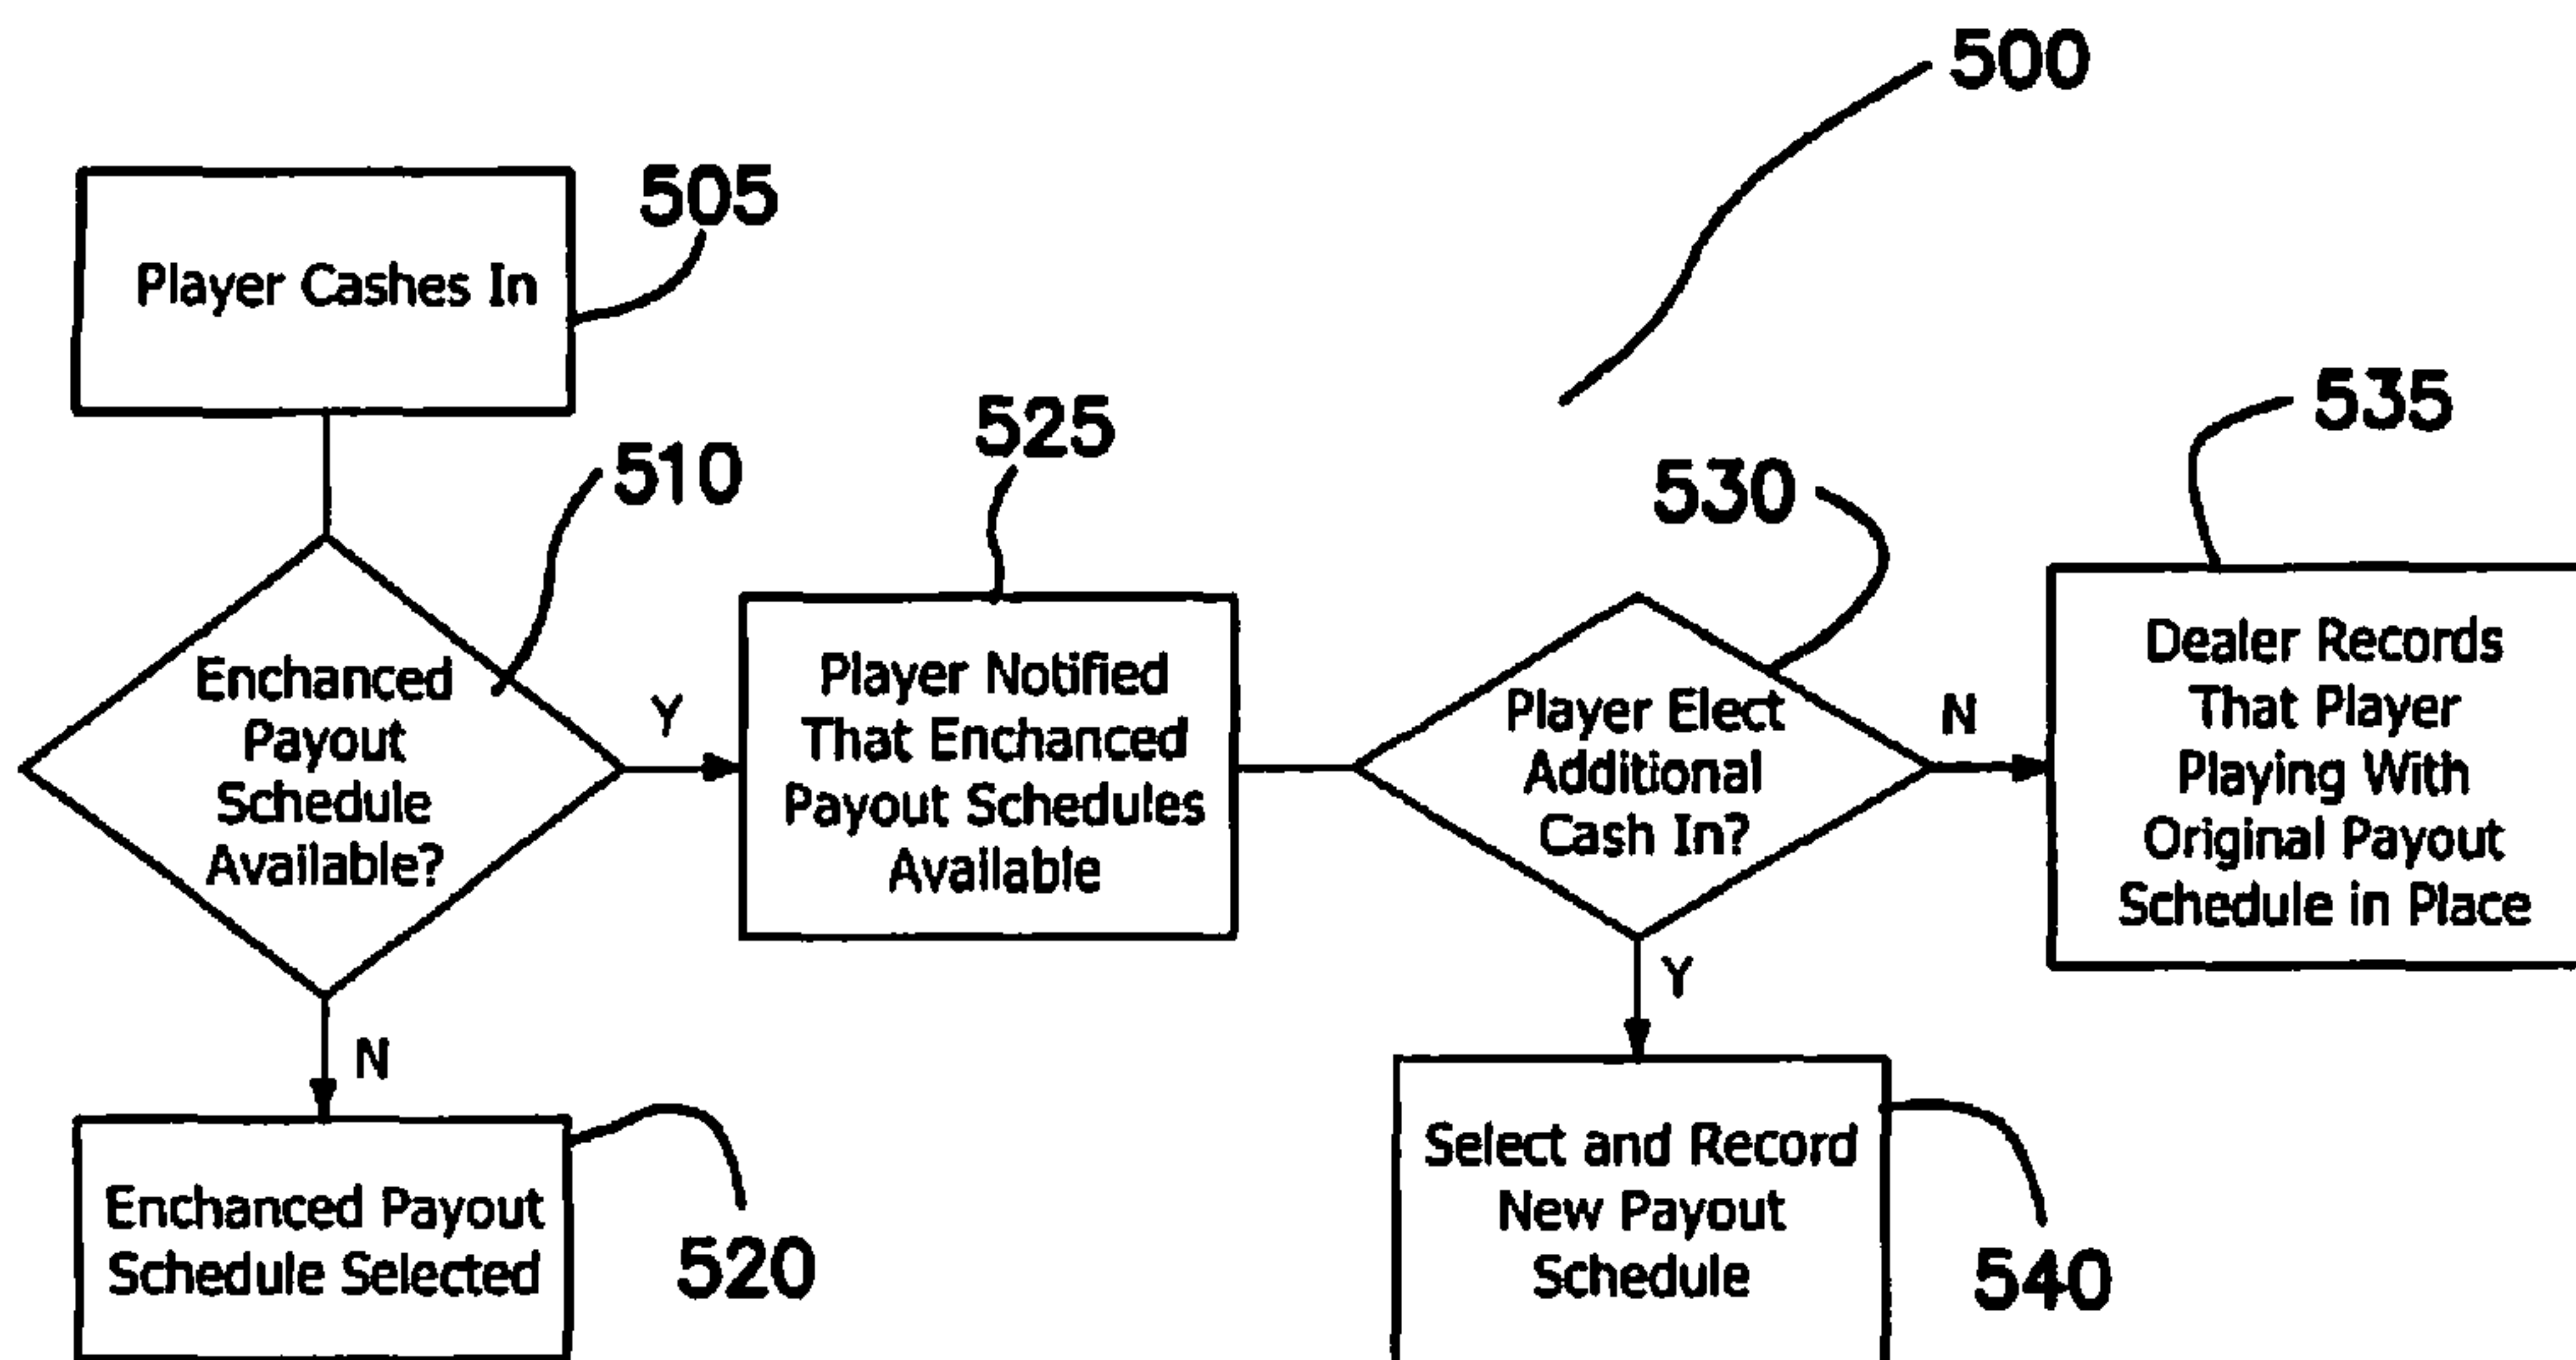 500
505
Player Cashes In
510
Enchanced
Payout
Schedule
Available?
Y
N
525
Player Notified
That Enchanced
Payout Schedules
Available
530
Player Elect
Additional
Cash In?
N
Y
535
Dealer Records
That Player
Playing With
Original Payout
Schedule in Place
Enchanced Payout
Schedule Selected
520
Select and Record
New Payout
Schedule
540